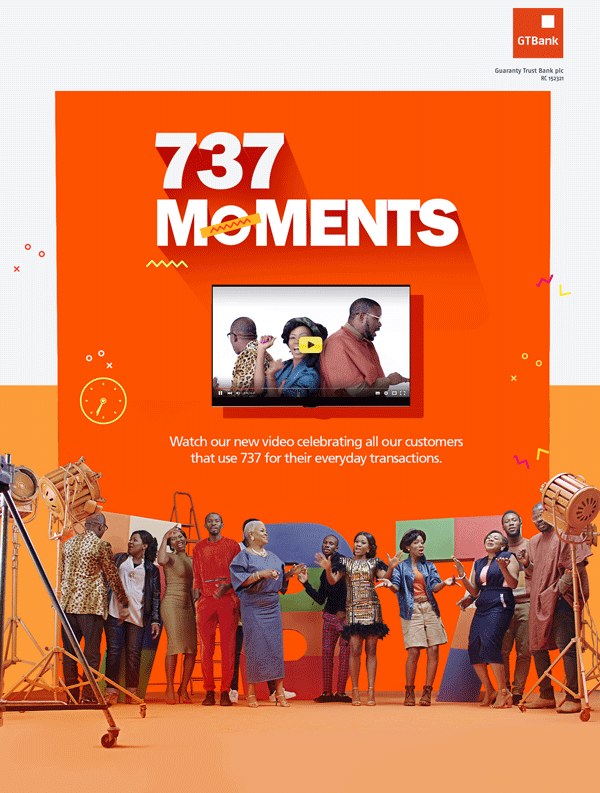 GTBank
Guaranty Trust Bank plc
RC 152321
737
MOMENTS
Watch our new video celebrating all our customers
that use 737 for their everyday transactions.